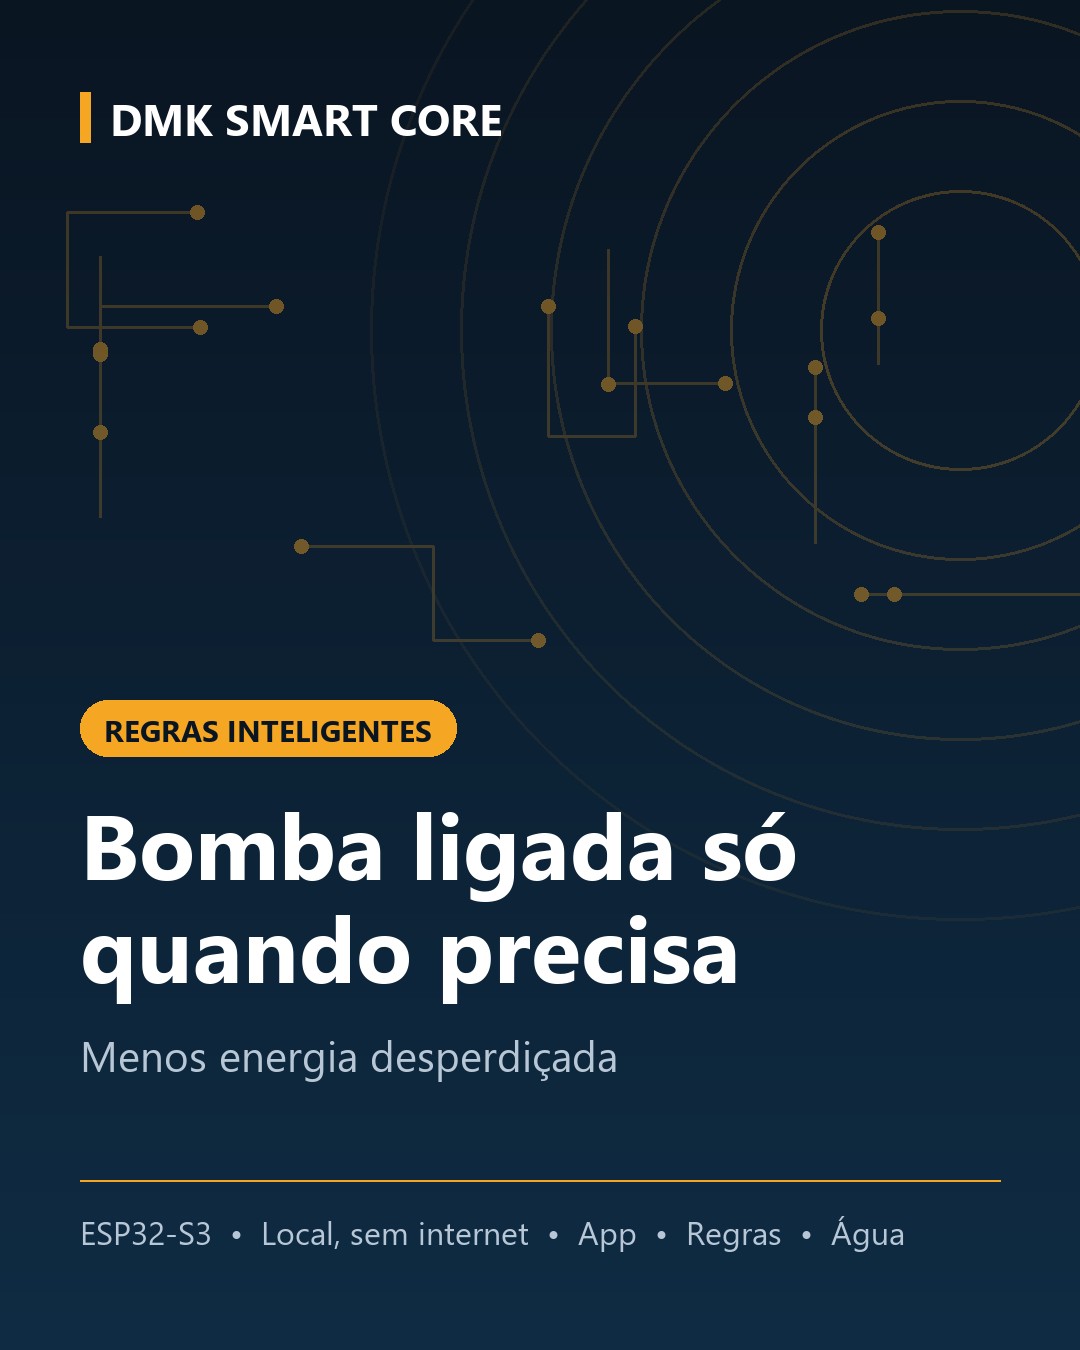 DMK SMART CORE
REGRAS INTELIGENTES
Bomba ligada só
quando precisa
Menos energia desperdiçada
ESP32-S3 • Local, sem internet • App • Regras • Água